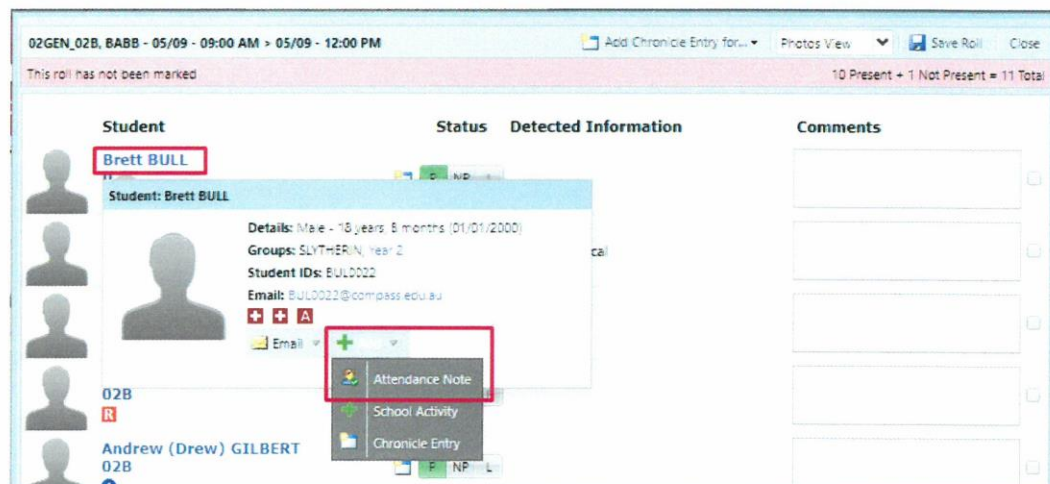 02GEN_02B, BABB - 05/09 - 09:00 AM > 05/09 - 12:00 PM Add Chronicle Entry for... Photos View Save Roll Close
This roll has not been marked 10 Present + 1 Not Present = 11 Total
Student Status Detected Information Comments
Brett BULL
P NP L
Student: Brett BULL
Details: Male - 18 years, 8 months (01/01/2000)
Groups: SLYTHERIN, Year 2
cal
Student IDs: BUL0022
Email: BUL0022@compass.edu.au
A
Email
Attendance Note
02B
R
School Activity
Chronicle Entry
Andrew (Drew) GILBERT
02B
P NP L